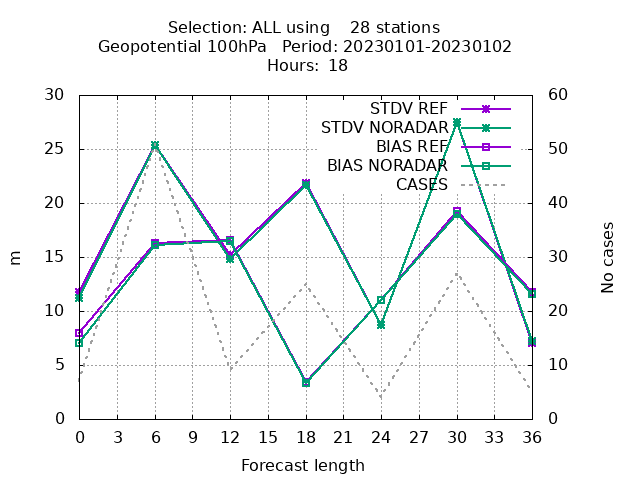 Selection: ALL using    28 stations
Geopotential 100hPa   Period: 20230101-20230102
Hours:  18
STDV REF
STDV NORADAR
BIAS REF
BIAS NORADAR
CASES
30
25
20
15
10
5
0
m
60
50
40
30
20
10
0
No cases
0 3 6 9 12 15 18 21 24 27 30 33 36
Forecast length